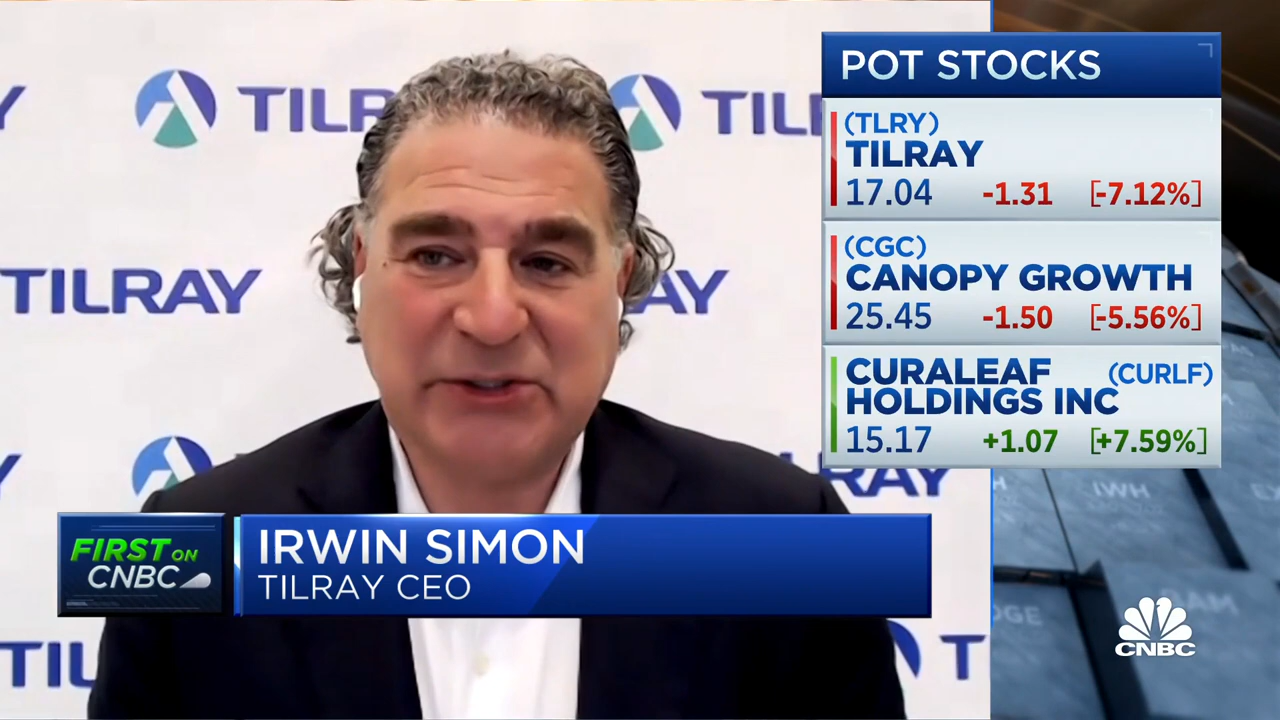 TILRAY
TILRAY
TILRAY
POT STOCKS
(TLRY)
TILRAY
17.04 -1.31 [-7.12%]
(CGC)
CANOPY GROWTH
25.45 -1.50 [-5.56%]
CURALEAF (CURLF)
HOLDINGS INC
15.17 +1.07 [+7.59%]
FIRST ON
CNBC
IRWIN SIMON
TILRAY CEO
IWH
CNBC